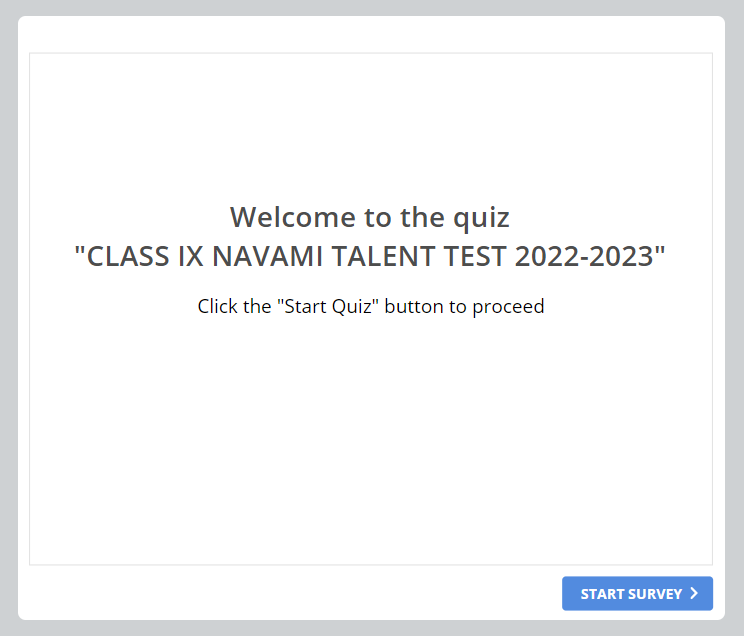 Welcome to the quiz
"CLASS IX NAVAMI TALENT TEST 2022-2023"
Click the "Start Quiz" button to proceed
START SURVEY